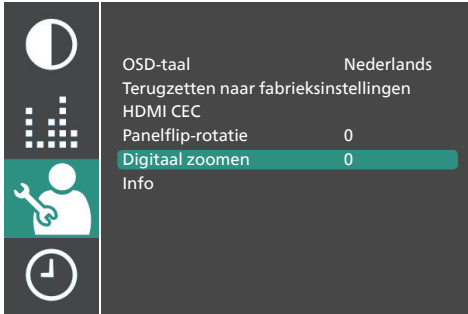 OSD-taal Nederlands
Terugzetten naar fabrieksinstellingen
HDMI CEC
Panelflip-rotatie 0
Digitaal zoomen 0
Info